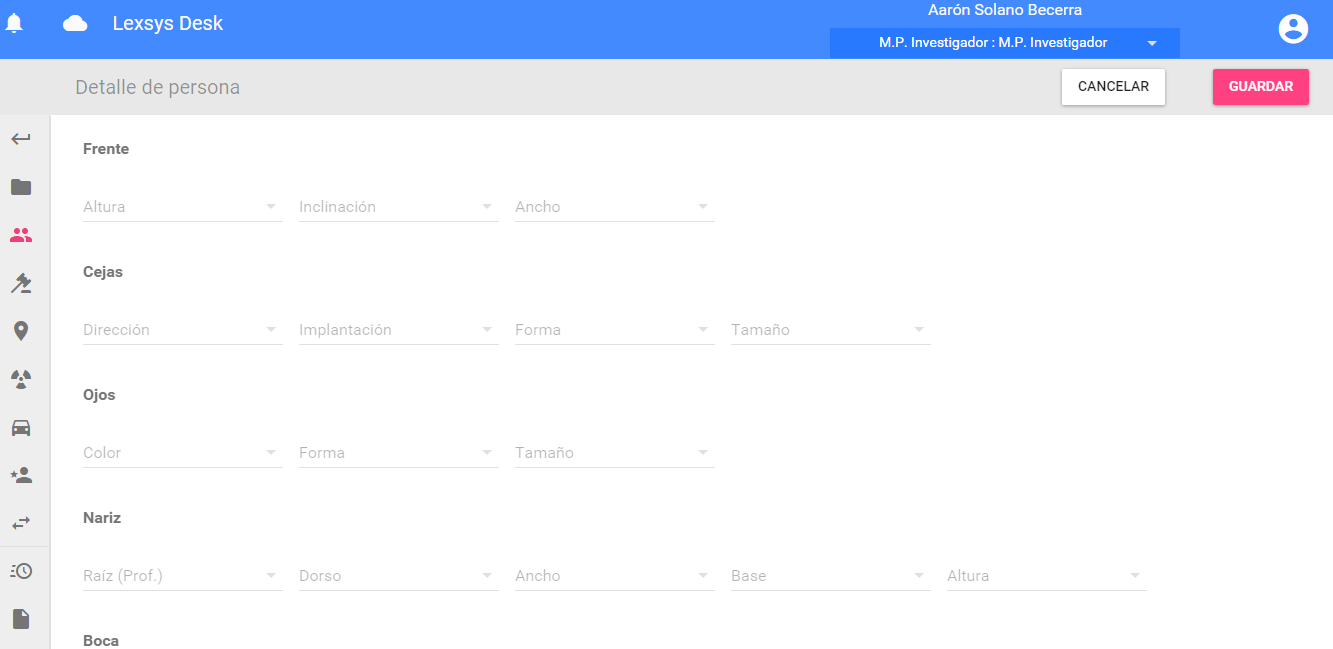 Aarón Solano Becerra
Lexsys Desk
M.P. Investigador : M.P. Investigador
Detalle de persona
CANCELAR
GUARDAR
Frente
Altura
Inclinación
Ancho
Cejas
Dirección
Implantación
Forma
Tamaño
Ojos
Color
Forma
Tamaño
Nariz
Raíz (Prof.)
Dorso
Ancho
Base
Altura
Boca